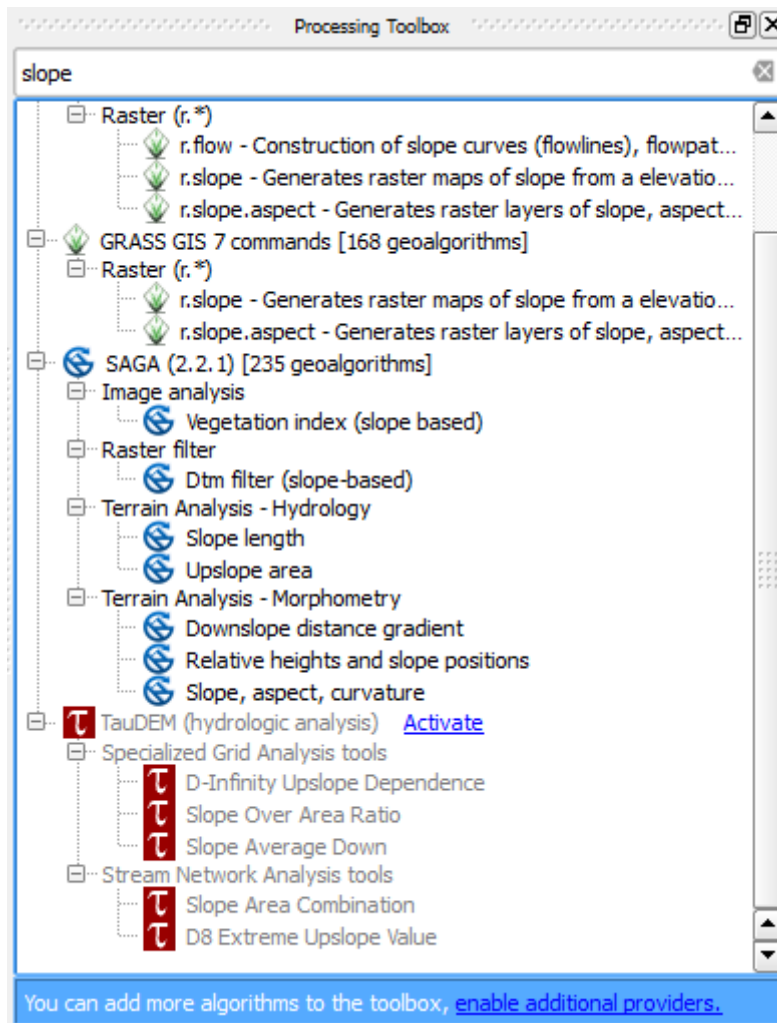 Processing Toolbox
slope
Raster (r.*)
r.flow - Construction of slope curves (flowlines), flowpat...
r.slope - Generates raster maps of slope from a elevatio...
r.slope.aspect - Generates raster layers of slope, aspect...
GRASS GIS 7 commands [168 geoalgorithms]
Raster (r.*)
r.slope - Generates raster maps of slope from a elevatio...
r.slope.aspect - Generates raster layers of slope, aspect...
SAGA (2.2.1) [235 geoalgorithms]
Image analysis
Vegetation index (slope based)
Raster filter
Dtm filter (slope-based)
Terrain Analysis - Hydrology
Slope length
Upslope area
Terrain Analysis - Morphometry
Downslope distance gradient
Relative heights and slope positions
Slope, aspect, curvature
TauDEM (hydrologic analysis) Activate
Specialized Grid Analysis tools
D-Infinity Upslope Dependence
Slope Over Area Ratio
Slope Average Down
Stream Network Analysis tools
Slope Area Combination
D8 Extreme Upslope Value
You can add more algorithms to the toolbox, enable additional providers.